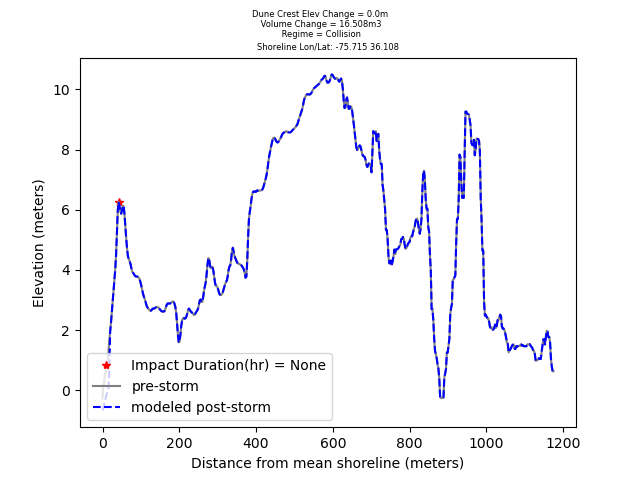 Dune Crest Elev Change = 0.0m
Volume Change = 16.508m3
Regime = Collision
Shoreline Lon/Lat: -75.715 36.108
10
8
6
4
2
0
Elevation (meters)
Impact Duration(hr) = None
pre-storm
modeled post-storm
0 200 400 600 800 1000 1200
Distance from mean shoreline (meters)